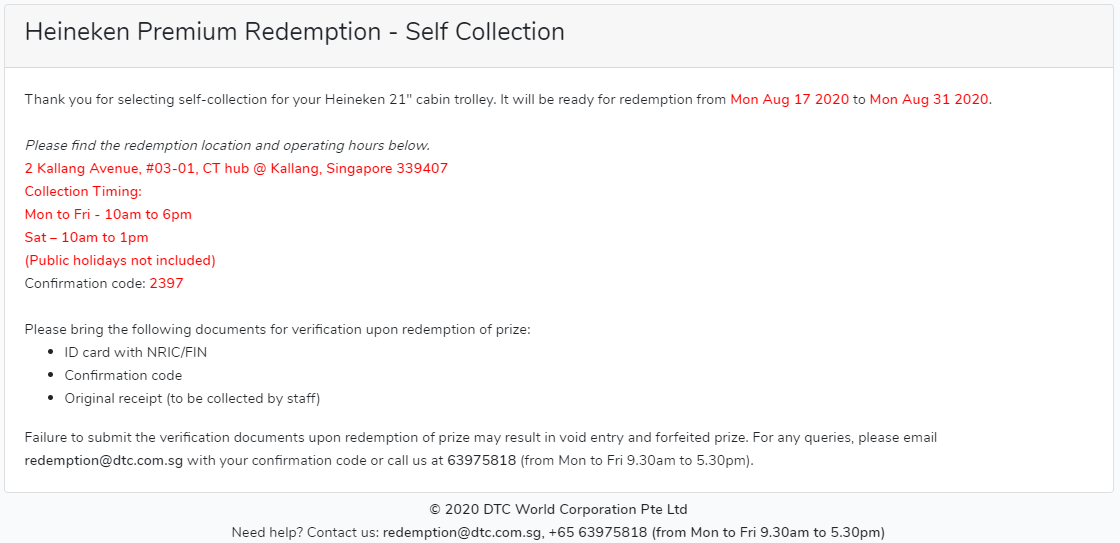 Heineken Premium Redemption - Self Collection
Thank you for selecting self-collection for your Heineken 21" cabin trolley. It will be ready for redemption from Mon Aug 17 2020 to Mon Aug 31 2020.
Please find the redemption location and operating hours below.
2 Kallang Avenue, #03-01, CT hub @ Kallang, Singapore 339407
Collection Timing:
Mon to Fri - 10am to 6pm
Sat – 10am to 1pm
(Public holidays not included)
Confirmation code: 2397
Please bring the following documents for verification upon redemption of prize:
• ID card with NRIC/FIN
• Confirmation code
• Original receipt (to be collected by staff)
Failure to submit the verification documents upon redemption of prize may result in void entry and forfeited prize. For any queries, please email
redemption@dtc.com.sg with your confirmation code or call us at 63975818 (from Mon to Fri 9.30am to 5.30pm).
© 2020 DTC World Corporation Pte Ltd
Need help? Contact us: redemption@dtc.com.sg, +65 63975818 (from Mon to Fri 9.30am to 5.30pm)